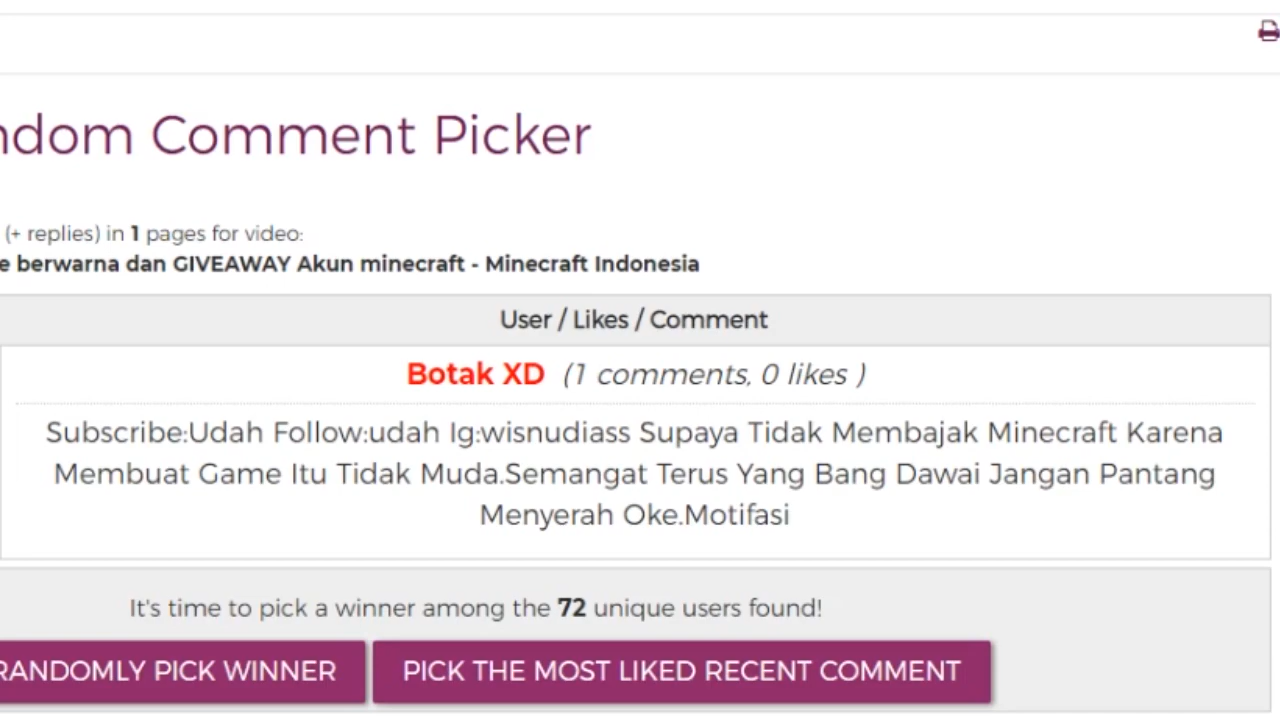 ndom Comment Picker
(+ replies) in 1 pages for video:
e berwarna dan GIVEAWAY Akun minecraft - Minecraft Indonesia
User / Likes / Comment
Botak XD (1 comments, 0 likes )
Subscribe:Udah Follow:udah Ig:wisnudiass Supaya Tidak Membajak Minecraft Karena
Membuat Game Itu Tidak Muda.Semangat Terus Yang Bang Dawai Jangan Pantang
Menyerah Oke.Motifasi
It's time to pick a winner among the 72 unique users found!
RANDOMLY PICK WINNER
PICK THE MOST LIKED RECENT COMMENT